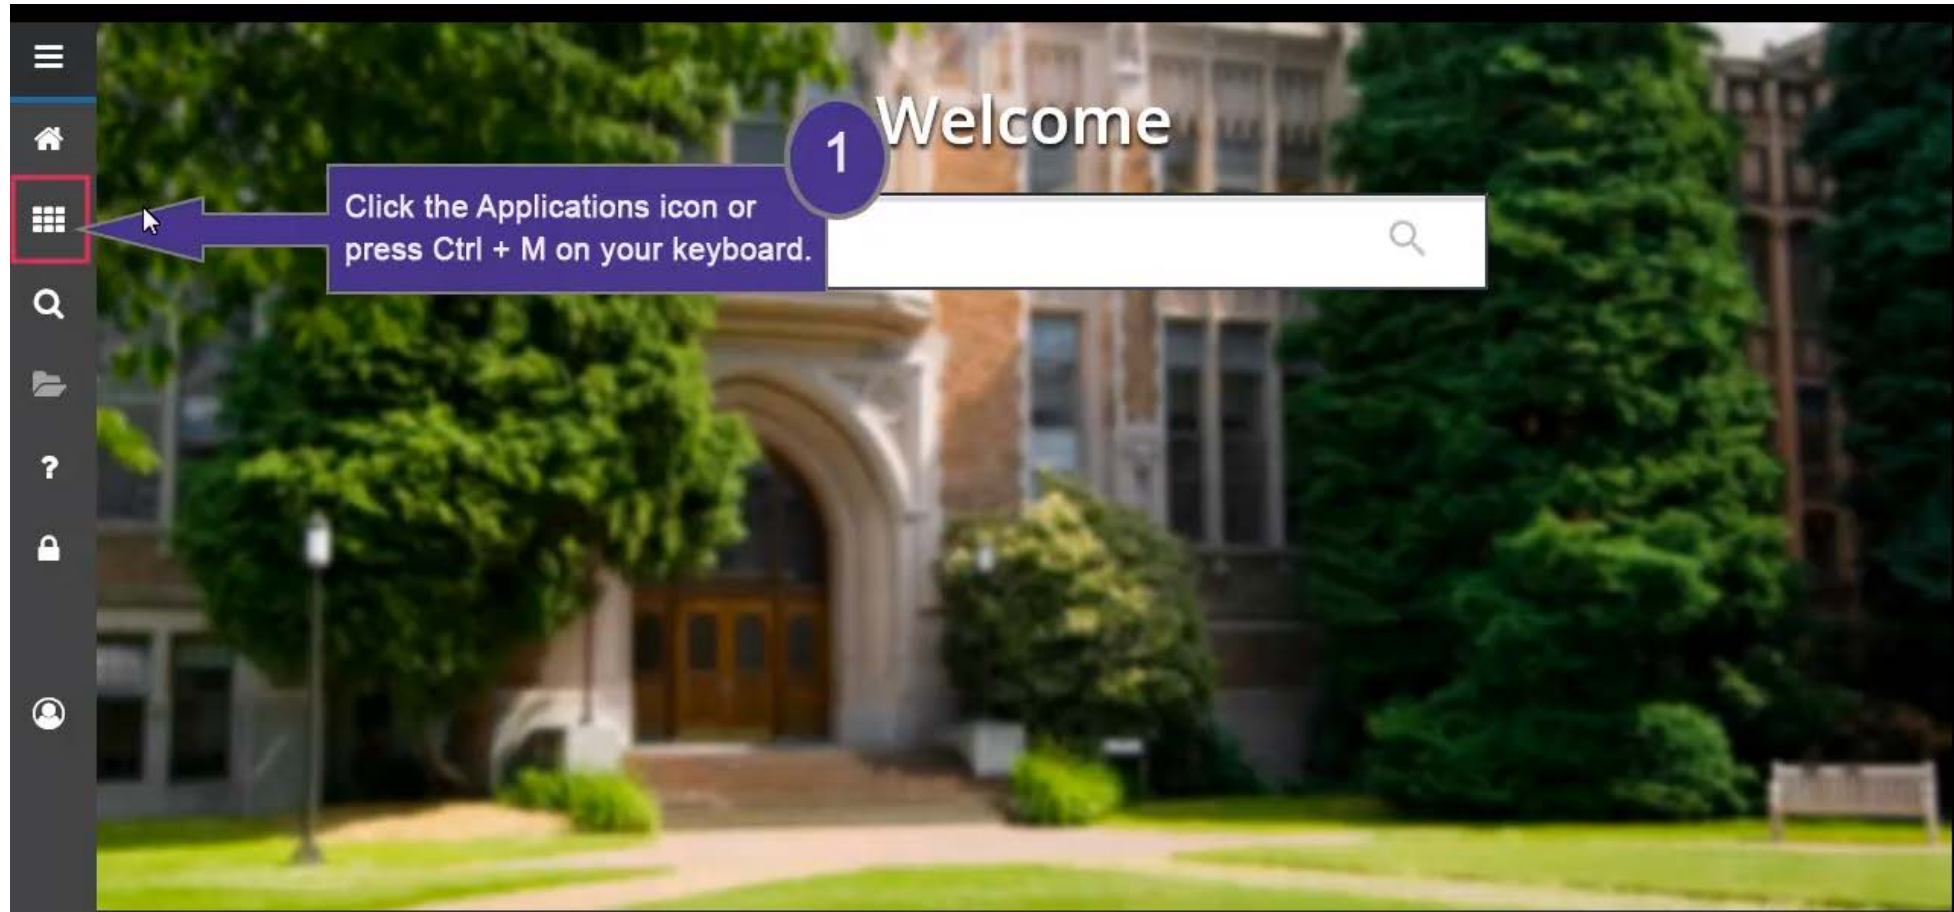 Welcome
1
Click the Applications icon or
press Ctrl + M on your keyboard.
?